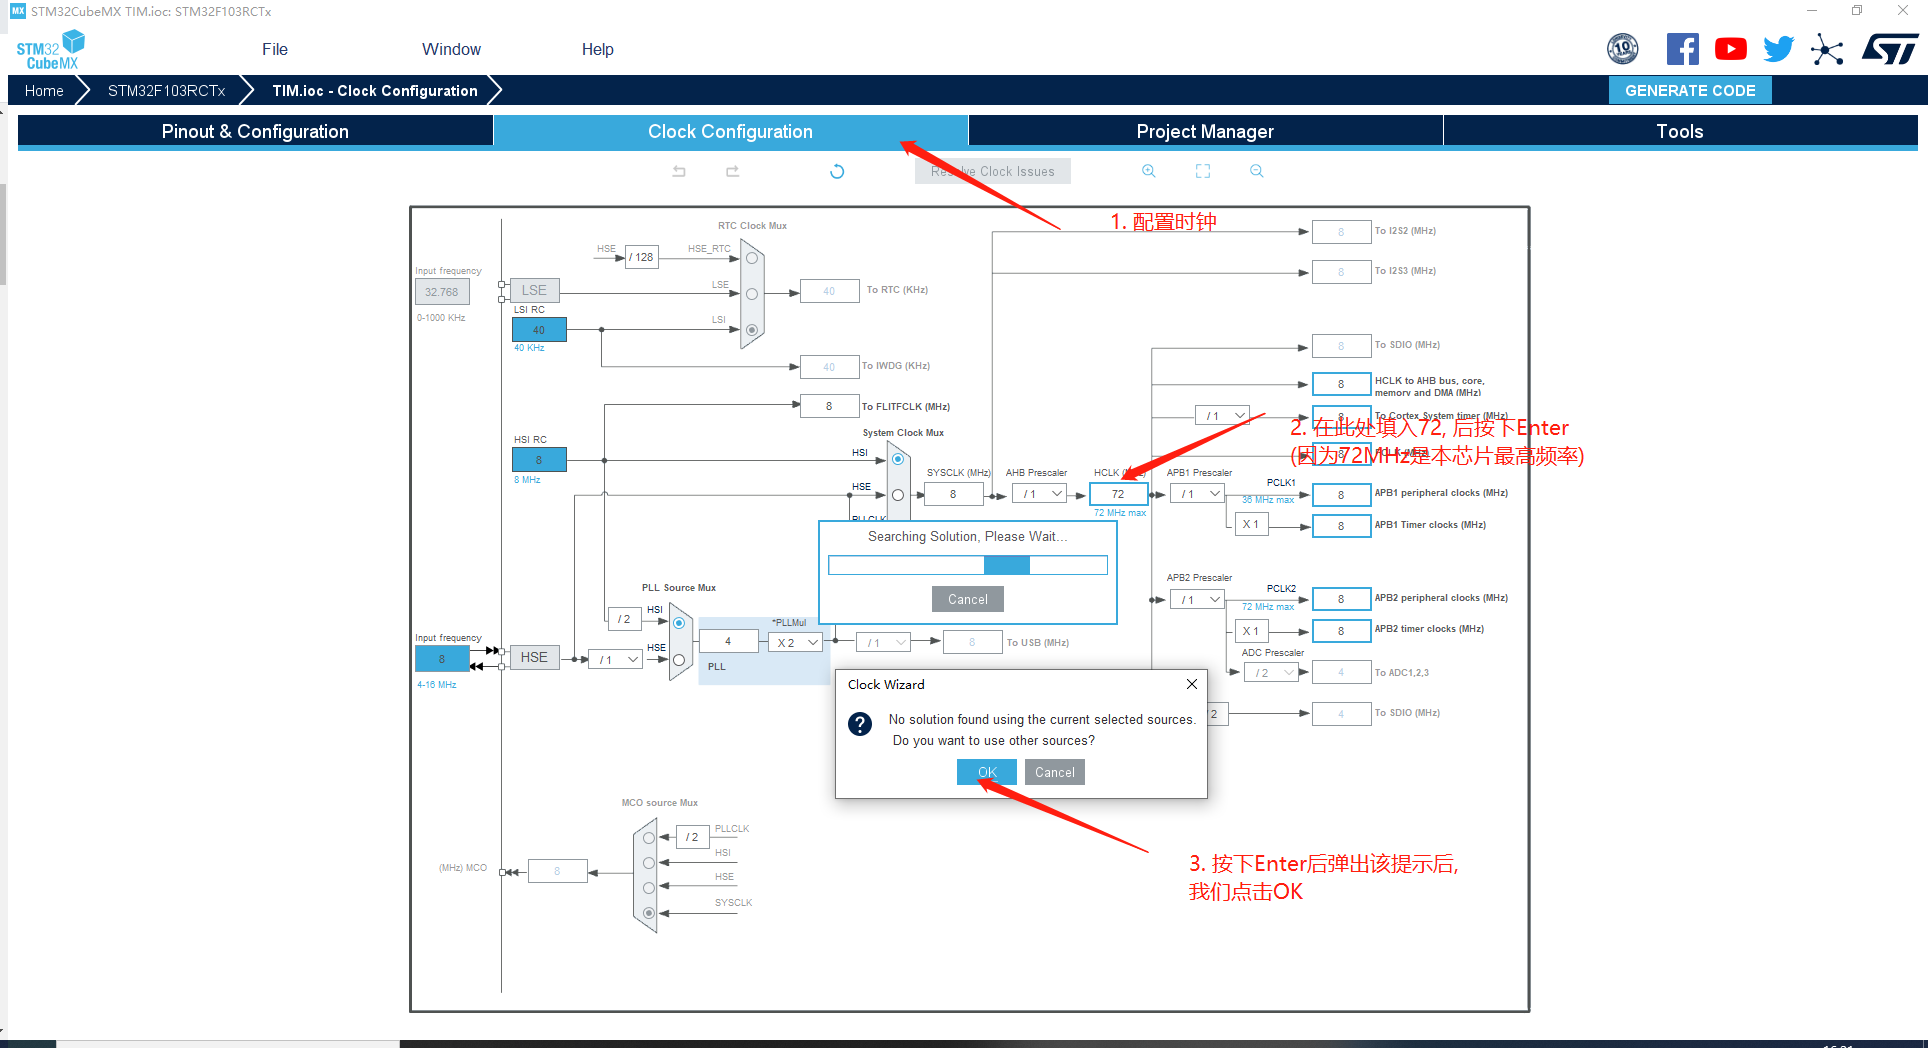 MX STM32CubeMX TIM.ioc: STM32F103RCTx
STM32
CubeMX
File Window Help
10
Home STM32F103RCTx TIM.ioc - Clock Configuration GENERATE CODE
Pinout & Configuration Clock Configuration Project Manager Tools
Resolve Clock Issues
1. 配置时钟
RTC Clock Mux
HSE / 128 HSE_RTC
8 To I2S2 (MHz)
8 To I2S3 (MHz)
Input frequency
32.768
0-1000 KHz
LSE
LSE
40 To RTC (KHz)
LSI RC
40
40 KHz
LSI
40 To IWDG (KHz)
8 To FLITFCLK (MHz)
8 To SDIO (MHz)
8 HCLK to AHB bus, core,
memory and DMA (MHz)
/ 1 8 To Cortex System timer (MHz)
8 FCLK (MHz)
2. 在此处填入72, 后按下Enter
(因为72MHz是本芯片最高频率)
System Clock Mux
HSI RC
8
8 MHz
HSI
HSE
PLLCLK
SYSCLK (MHz)
8
AHB Prescaler
/ 1
HCLK (MHz)
72
72 MHz max
APB1 Prescaler
/ 1
PCLK1
36 MHz max
8 APB1 peripheral clocks (MHz)
X 1 8 APB1 Timer clocks (MHz)
Searching Solution, Please Wait...
Cancel
APB2 Prescaler
/ 1
PCLK2
72 MHz max
8 APB2 peripheral clocks (MHz)
X 1 8 APB2 timer clocks (MHz)
ADC Prescaler
/ 2 4 To ADC1,2,3
/ 2 4 To SDIO (MHz)
PLL Source Mux
/ 2 HSI
HSE
Input frequency
8
4-16 MHz
HSE
/ 1
4
*PLLMul
X 2
PLL
/ 1 8 To USB (MHz)
Clock Wizard
No solution found using the current selected sources.
Do you want to use other sources?
OK Cancel
3. 按下Enter后弹出该提示后,
我们点击OK
MCO source Mux
/ 2 PLLCLK
HSI
HSE
SYSCLK
(MHz) MCO 8